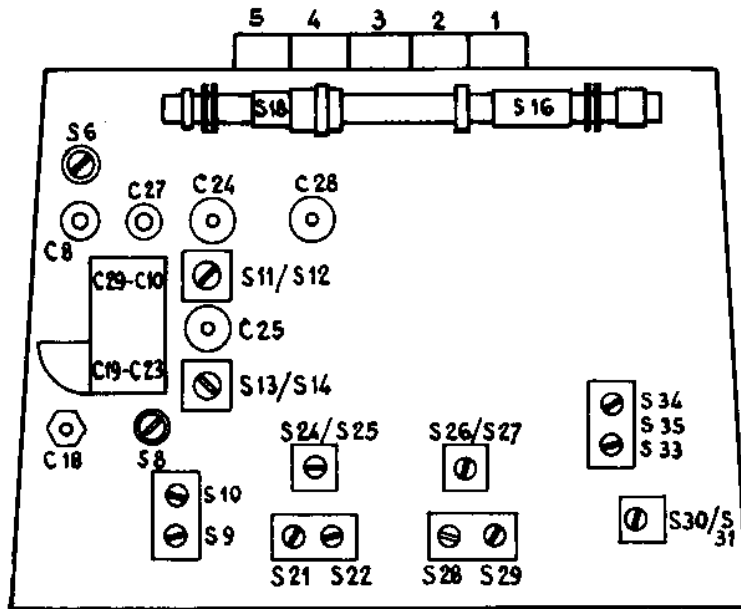 5 4 3 2 1
S18 S16
S6
C27 C24 C28
C8
C29-C10 S11/S12
C25
C19-C23 S13/S14
S34
S24/S25 S26/S27 S35
C18 S8 S33
S10
S9 S30/S
31
S21 S22 S28 S29